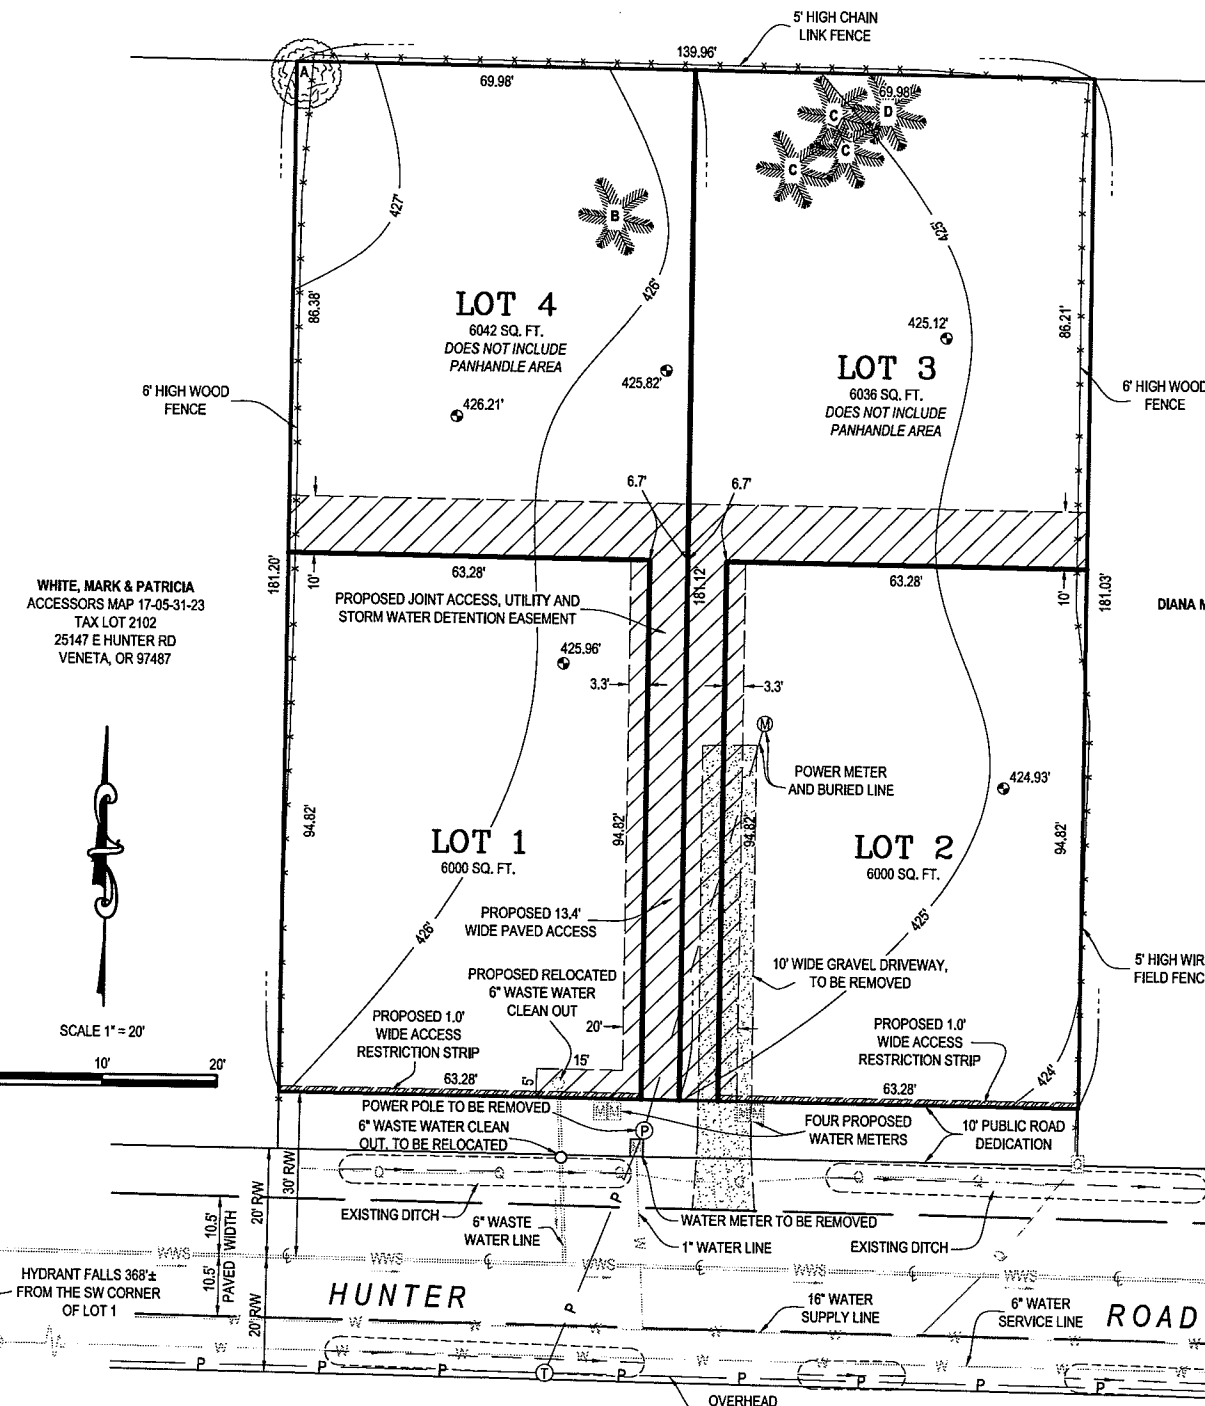 5' HIGH CHAIN
LINK FENCE
139.96'
69.98'
69.98'
A
C
D
C
C
B
427'
426'
425'
86.38'
86.21'
LOT 4
6042 SQ. FT.
DOES NOT INCLUDE
PANHANDLE AREA
425.12'
LOT 3
6036 SQ. FT.
DOES NOT INCLUDE
PANHANDLE AREA
425.82'
426.21'
6' HIGH WOOD
FENCE
6' HIGH WOOD
FENCE
6.7'
6.7'
181.20'
10'
63.28'
181.12'
63.28'
10'
181.03'
WHITE, MARK & PATRICIA
ACCESSORS MAP 17-05-31-23
TAX LOT 2102
25147 E HUNTER RD
VENETA, OR 97487
DIANA M
PROPOSED JOINT ACCESS, UTILITY AND
STORM WATER DETENTION EASEMENT
425.96'
3.3'
3.3'
M
POWER METER
AND BURIED LINE
424.93'
94.82'
94.82'
94.82'
94.82'
LOT 1
6000 SQ. FT.
LOT 2
6000 SQ. FT.
426'
425'
PROPOSED 13.4'
WIDE PAVED ACCESS
PROPOSED RELOCATED
6" WASTE WATER
CLEAN OUT
10' WIDE GRAVEL DRIVEWAY,
TO BE REMOVED
5' HIGH WIR
FIELD FENC
SCALE 1" = 20'
10'
20'
PROPOSED 1.0'
WIDE ACCESS
RESTRICTION STRIP
20'
15'
5'
PROPOSED 1.0'
WIDE ACCESS
RESTRICTION STRIP
424'
63.28'
63.28'
POWER POLE TO BE REMOVED
6" WASTE WATER CLEAN
OUT, TO BE RELOCATED
M M
M M
P
FOUR PROPOSED
WATER METERS
10' PUBLIC ROAD
DEDICATION
30' R/W
20' R/W
10.5'
10.5'
PAVED WIDTH
20' R/W
EXISTING DITCH
6" WASTE
WATER LINE
WATER METER TO BE REMOVED
1" WATER LINE
EXISTING DITCH
P
WWS WWS WWS WWS WWS
HYDRANT FALLS 368'±
FROM THE SW CORNER
OF LOT 1
HUNTER
P
16" WATER
SUPPLY LINE
6" WATER
SERVICE LINE
ROAD
W W W W W W W
W W W W W W
P P P P P P P P P
T
OVERHEAD